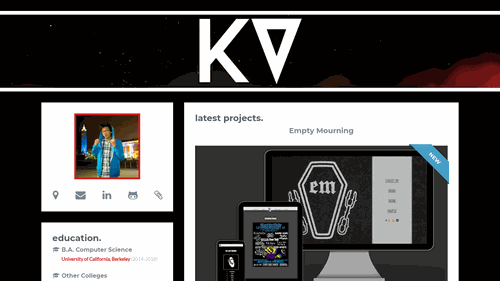 KV
latest projects.
Empty Mourning
NEW
em
education.
B.A. Computer Science
University of California, Berkeley (2014-2018)
Other Colleges